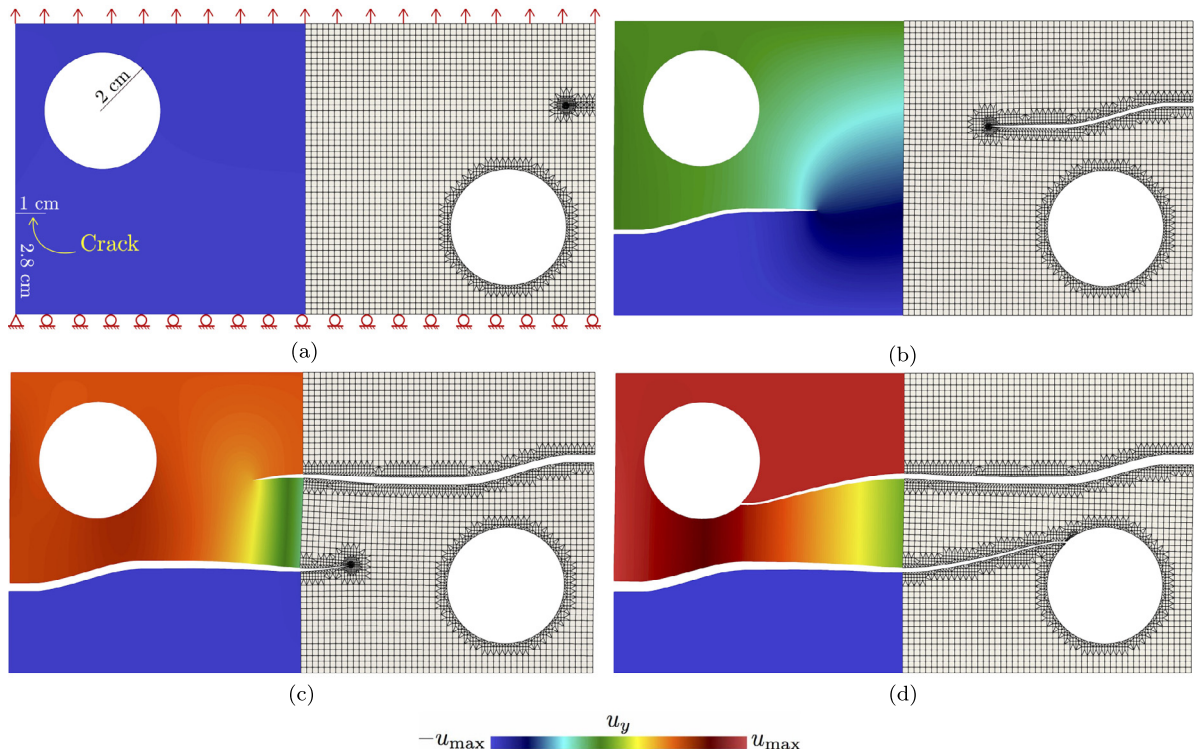 2 cm
1 cm
Crack
2.8 cm
(a)
(b)
(c)
(d)
u_y
−u_max
u_max